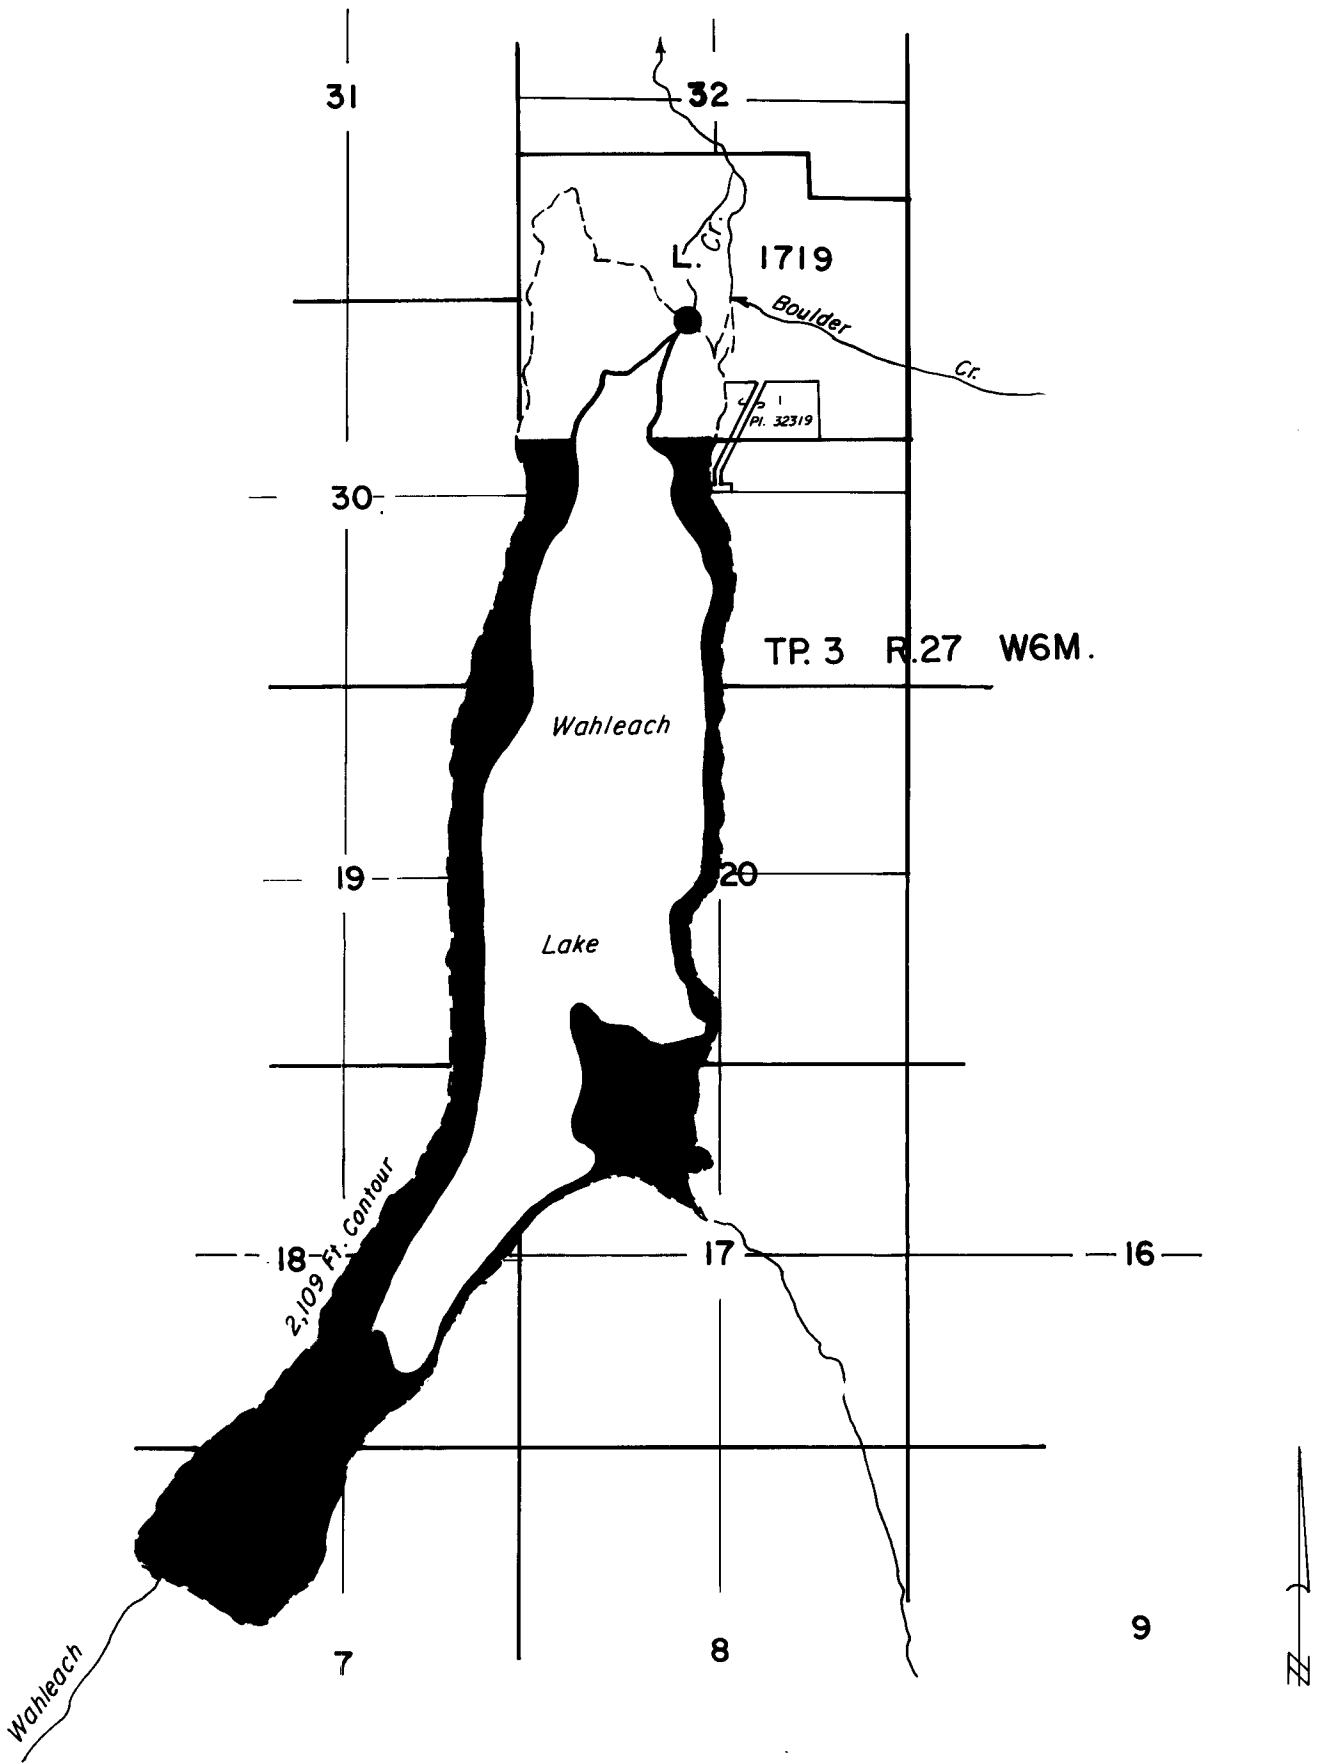 31
32
Cr.
L. 1719
Boulder
Cr.
1
Pl. 32319
30
TP. 3 R.27 W6M.
Wahleach
19
20
Lake
2,109 Ft. Contour
18
17
16
9
7
8
Wahleach
N